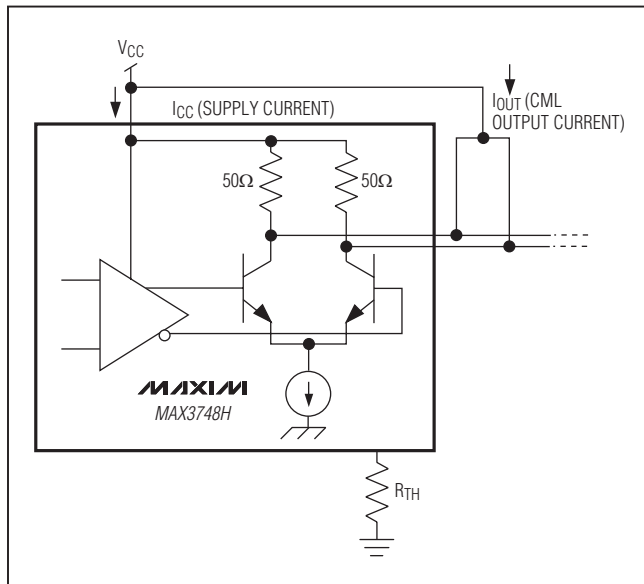 VCC
IOUT (CML
OUTPUT CURRENT)
ICC (SUPPLY CURRENT)
50Ω
50Ω
MAXIM
MAX3748H
RTH